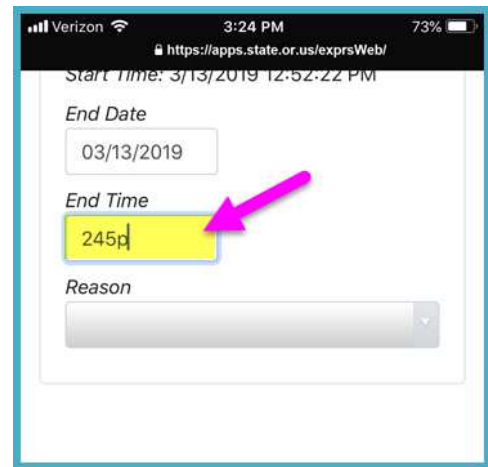 Verizon 3:24 PM 73%
https://apps.state.or.us/exprsWeb/
Start Time: 3/13/2019 12:52:22 PM
End Date
03/13/2019
End Time
245p
Reason